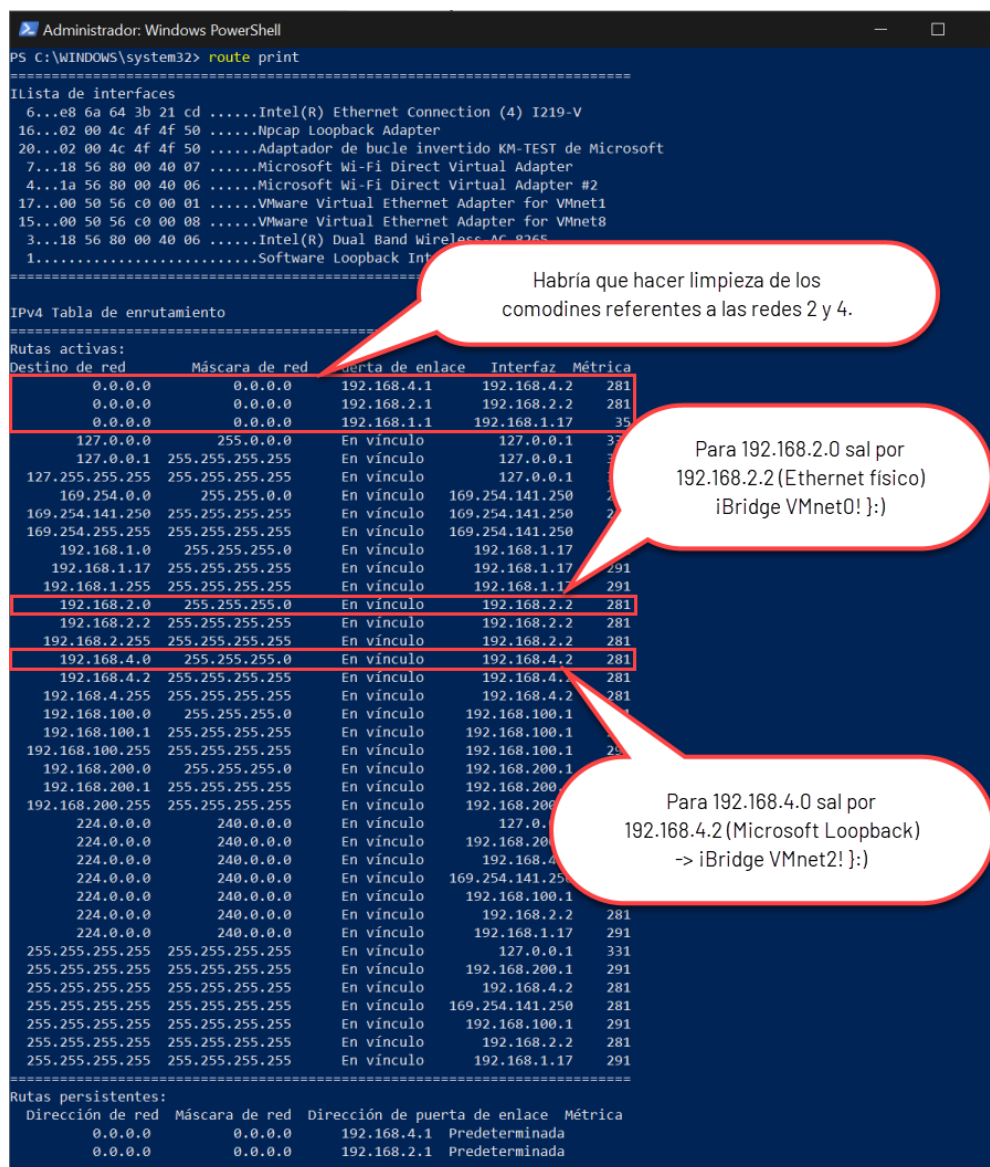 Administrador: Windows PowerShell
PS C:\WINDOWS\system32> route print
===========================================================================
ILista de interfaces
6...e8 6a 64 3b 21 cd ......Intel(R) Ethernet Connection (4) I219-V
16...02 00 4c 4f 4f 50 ......Npcap Loopback Adapter
20...02 00 4c 4f 4f 50 ......Adaptador de bucle invertido KM-TEST de Microsoft
7...18 56 80 00 40 07 ......Microsoft Wi-Fi Direct Virtual Adapter
4...1a 56 80 00 40 06 ......Microsoft Wi-Fi Direct Virtual Adapter #2
17...00 50 56 c0 00 01 ......VMware Virtual Ethernet Adapter for VMnet1
15...00 50 56 c0 00 08 ......VMware Virtual Ethernet Adapter for VMnet8
3...18 56 80 00 40 06 ......Intel(R) Dual Band Wireless-AC 8265
1...........................Software Loopback
===========================================================================
Habría que hacer limpieza de los
comodines referentes a las redes 2 y 4.
IPv4 Tabla de enrutamiento
===========================================================================
Rutas activas:
Destino de red Máscara de red Puerta de enlace Interfaz Métrica
0.0.0.0 0.0.0.0 192.168.4.1 192.168.4.2 281
0.0.0.0 0.0.0.0 192.168.2.1 192.168.2.2 281
0.0.0.0 0.0.0.0 192.168.1.1 192.168.1.17 35
127.0.0.0 255.0.0.0 En vínculo 127.0.0.1
127.0.0.1 255.255.255.255 En vínculo 127.0.0.1
127.255.255.255 255.255.255.255 En vínculo 127.0.0.1
169.254.0.0 255.255.0.0 En vínculo 169.254.141.250
169.254.141.250 255.255.255.255 En vínculo 169.254.141.250
169.254.255.255 255.255.255.255 En vínculo 169.254.141.250
192.168.1.0 255.255.255.0 En vínculo 192.168.1.17
192.168.1.17 255.255.255.255 En vínculo 192.168.1.17 291
192.168.1.255 255.255.255.255 En vínculo 192.168.1.17 291
192.168.2.0 255.255.255.0 En vínculo 192.168.2.2 281
192.168.2.2 255.255.255.255 En vínculo 192.168.2.2 281
192.168.2.255 255.255.255.255 En vínculo 192.168.2.2 281
192.168.4.0 255.255.255.0 En vínculo 192.168.4.2 281
192.168.4.2 255.255.255.255 En vínculo 192.168.4.2 281
192.168.4.255 255.255.255.255 En vínculo 192.168.4.2 281
192.168.100.0 255.255.255.0 En vínculo 192.168.100.1
192.168.100.1 255.255.255.255 En vínculo 192.168.100.1
192.168.100.255 255.255.255.255 En vínculo 192.168.100.1
192.168.200.0 255.255.255.0 En vínculo 192.168.200.1
192.168.200.1 255.255.255.255 En vínculo
192.168.200.255 255.255.255.255 En vínculo
224.0.0.0 240.0.0.0 En vínculo
224.0.0.0 240.0.0.0 En vínculo
224.0.0.0 240.0.0.0 En vínculo
224.0.0.0 240.0.0.0 En vínculo 169.254.141.250
224.0.0.0 240.0.0.0 En vínculo 192.168.100.1
224.0.0.0 240.0.0.0 En vínculo 192.168.2.2 281
224.0.0.0 240.0.0.0 En vínculo 192.168.1.17 291
255.255.255.255 255.255.255.255 En vínculo 127.0.0.1 331
255.255.255.255 255.255.255.255 En vínculo 192.168.200.1 291
255.255.255.255 255.255.255.255 En vínculo 192.168.4.2 281
255.255.255.255 255.255.255.255 En vínculo 169.254.141.250 281
255.255.255.255 255.255.255.255 En vínculo 192.168.100.1 291
255.255.255.255 255.255.255.255 En vínculo 192.168.2.2 281
255.255.255.255 255.255.255.255 En vínculo 192.168.1.17 291
===========================================================================
Para 192.168.2.0 sal por
192.168.2.2 (Ethernet físico)
¡Bridge VMnet0! }:)
Para 192.168.4.0 sal por
192.168.4.2 (Microsoft Loopback)
-> ¡Bridge VMnet2! }:)
Rutas persistentes:
Dirección de red Máscara de red Dirección de puerta de enlace Métrica
0.0.0.0 0.0.0.0 192.168.4.1 Predeterminada
0.0.0.0 0.0.0.0 192.168.2.1 Predeterminada